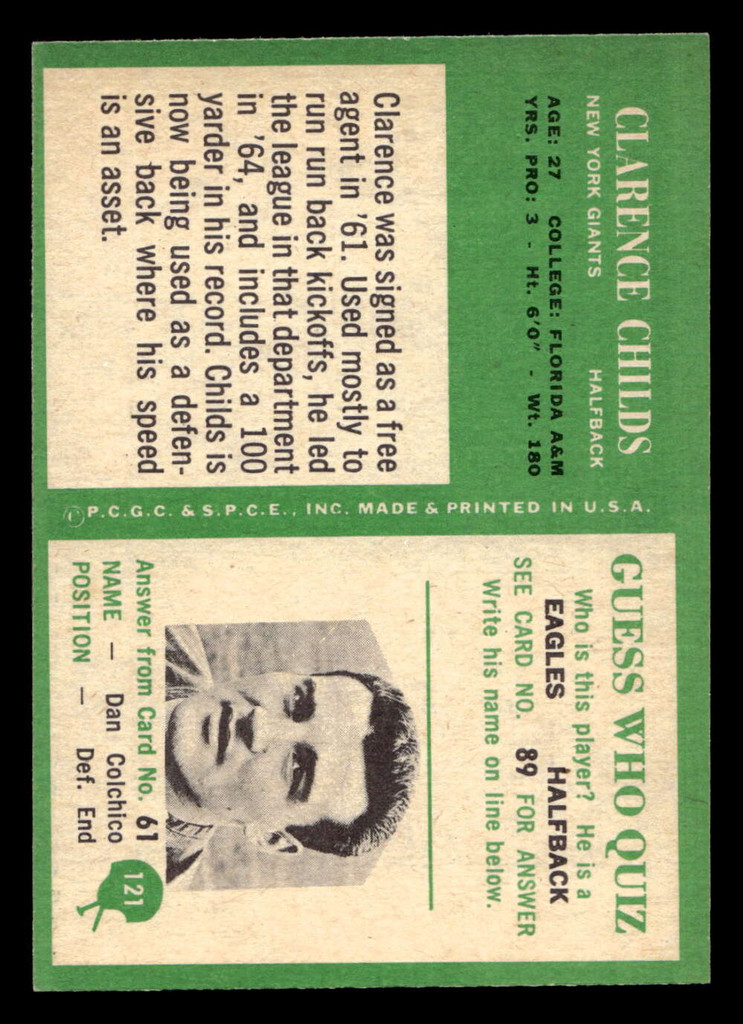 CLARENCE CHILDS
NEW YORK GIANTS HALFBACK
AGE: 27 COLLEGE: FLORIDA A&M
YRS. PRO: 3 - Ht. 6'0" - Wt. 180
Clarence was signed as a free
agent in '61. Used mostly to
run run back kickoffs, he led
the league in that department
in '64, and includes a 100
yarder in his record. Childs is
now being used as a defen-
sive back where his speed
is an asset.
© P.C.G.C. & S.P.C.E., INC. MADE & PRINTED IN U.S.A.
GUESS WHO QUIZ
Who is this player? He is a
EAGLES HALFBACK
SEE CARD NO. 89 FOR ANSWER
Write his name on line below.
Answer from Card No. 61
NAME — Dan Colchico
POSITION — Def. End
121